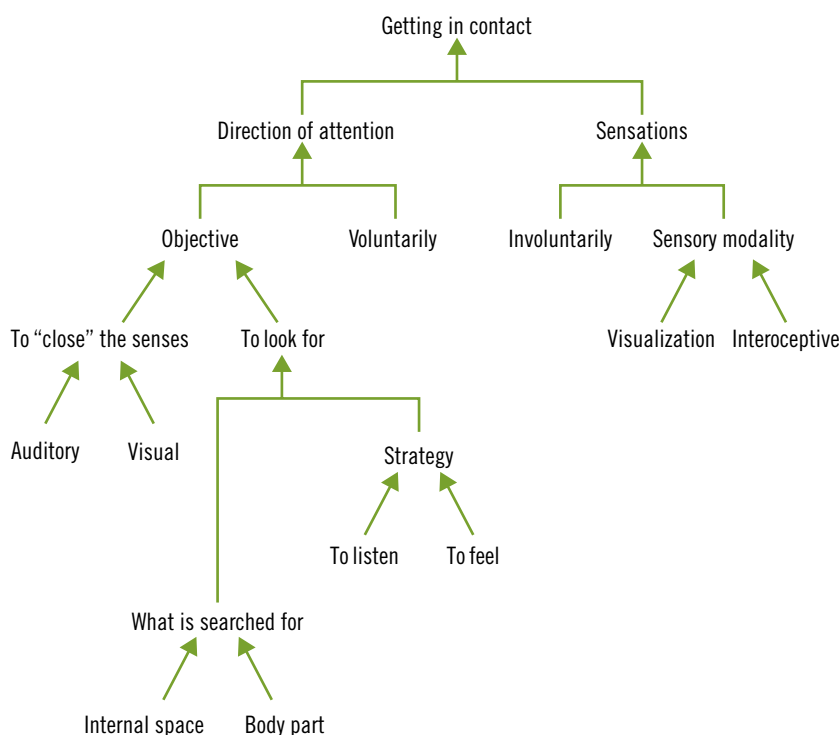 Getting in contact
Direction of attention
Sensations
Objective
Voluntarily
Involuntarily
Sensory modality
To “close” the senses
To look for
Visualization
Interoceptive
Auditory
Visual
Strategy
To listen
To feel
What is searched for
Internal space
Body part